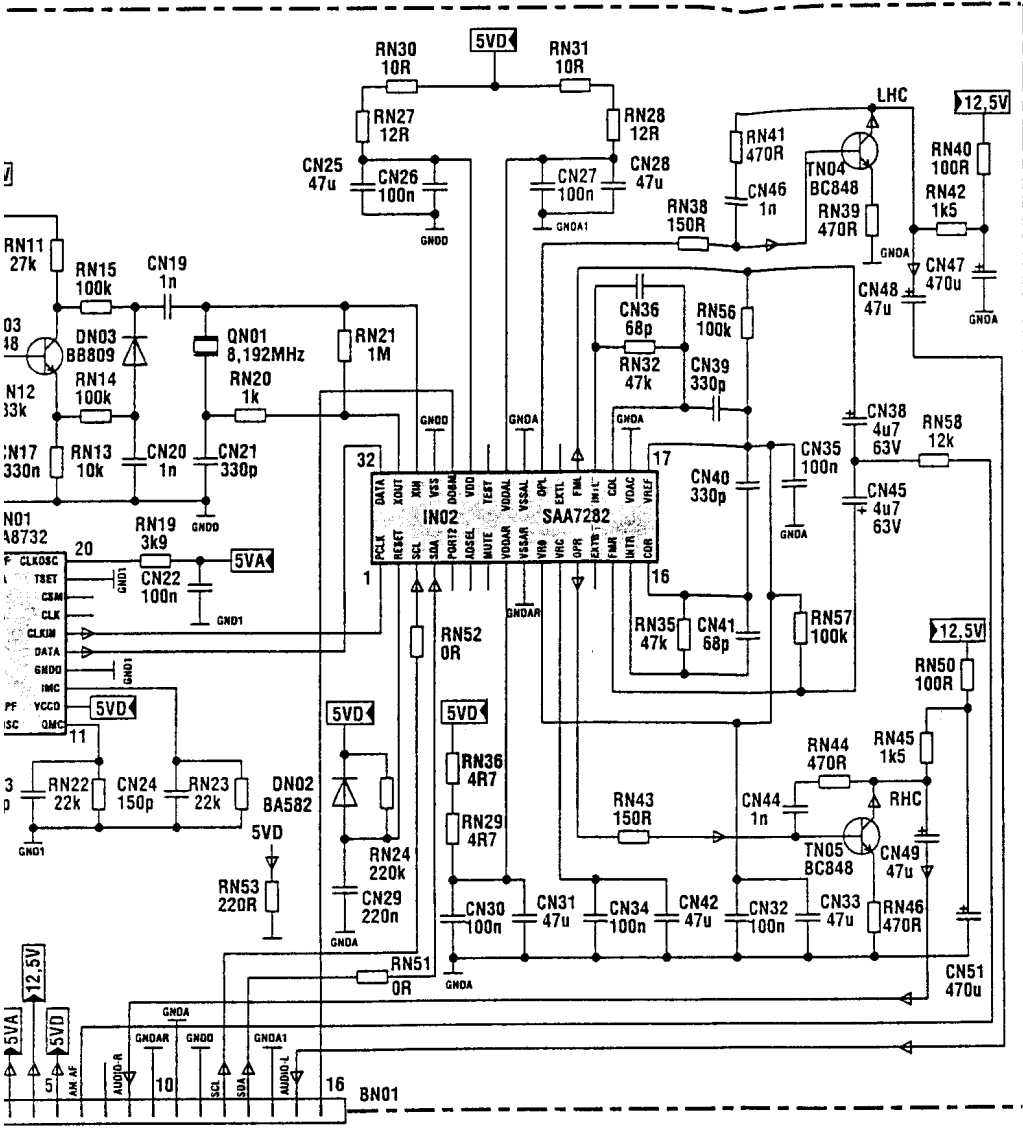 5VD
RN30
10R
RN31
10R
RN27
12R
RN28
12R
CN25
47u
CN26
100n
CN27
100n
CN28
47u
GNDD
GNDA1
LHC
12,5V
RN41
470R
TN04
BC848
RN40
100R
RN42
1k5
CN46
1n
RN38
150R
RN39
470R
GNDA
CN47
470u
GNDA
CN48
47u
RN11
27k
RN15
100k
CN19
1n
DN03
BB809
QN01
8,192MHz
RN21
1M
RN14
100k
RN20
1k
RN13
10k
CN20
1n
CN21
330p
CN17
330n
GNDD
CN36
68p
RN32
47k
RN56
100k
CN39
330p
GNDA
GNDD
GNDA
CN38
4u7
63V
RN58
12k
CN35
100n
CN40
330p
CN45
4u7
63V
GNDA
32
17
DATA
XOUT
XIN
VSS
DOBM
VDD
TEST
VDDAL
VSSAL
OPL
EXTL
FML
INTL
CDL
VDAC
VREF
IN02
SAA7282
PCLK
RESET
SCL
SDA
PORT2
ADSEL
MUTE
VDDAR
VSSAR
VRO
VRC
OPR
EXTR
FMR
INTR
CDR
1
16
GNDAR
RN19
3k9
5VA
CN22
100n
GND1
20
CLKOSC
TSET
CSM
CLK
CLKIN
DATA
GNDD
IMC
VCCD
QMC
11
GND1
GND1
5VD
RN52
0R
RN35
47k
CN41
68p
RN57
100k
12,5V
RN50
100R
5VD
5VD
RN22
22k
CN24
150p
RN23
22k
GND1
DN02
BA582
RN24
220k
RN36
4R7
RN29
4R7
RN43
150R
RN44
470R
RN45
1k5
CN44
1n
RHC
TN05
BC848
CN49
47u
5VD
RN53
220R
CN29
220n
GNDA
CN30
100n
CN31
47u
CN34
100n
CN42
47u
CN32
100n
CN33
47u
RN46
470R
GNDA
CN51
470u
RN51
0R
12,5V
5VA
5VD
GNDA
GNDAR
GNDD
GNDA1
5
AM-AF
AUDIO-R
10
SCL
SDA
AUDIO-L
16
BN01